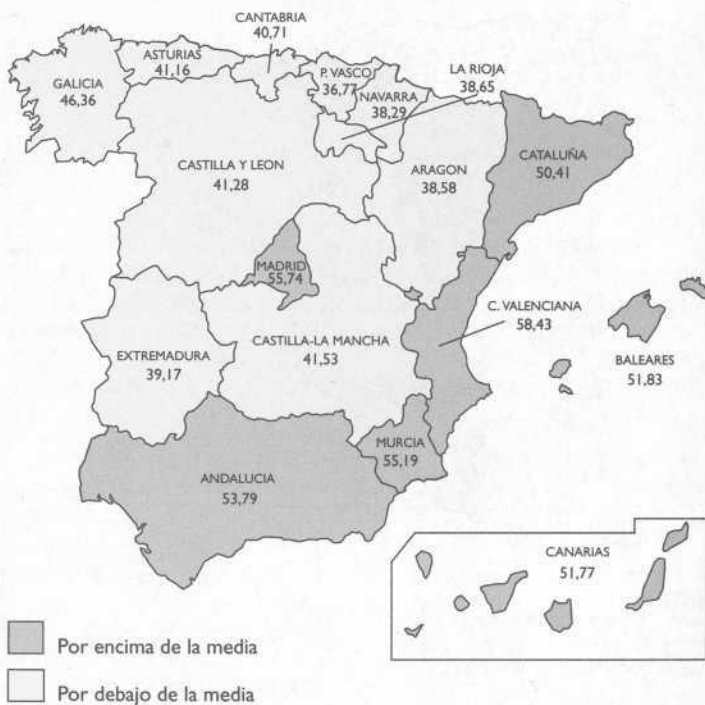 CANTABRIA
40,71
ASTURIAS
41,16
GALICIA
46,36
P. VASCO
36,77
LA RIOJA
38,65
NAVARRA
38,29
CASTILLA Y LEON
41,28
ARAGON
38,58
CATALUÑA
50,41
MADRID
55,74
C. VALENCIANA
58,43
CASTILLA-LA MANCHA
41,53
EXTREMADURA
39,17
BALEARES
51,83
MURCIA
55,19
ANDALUCIA
53,79
CANARIAS
51,77
Por encima de la media
Por debajo de la media